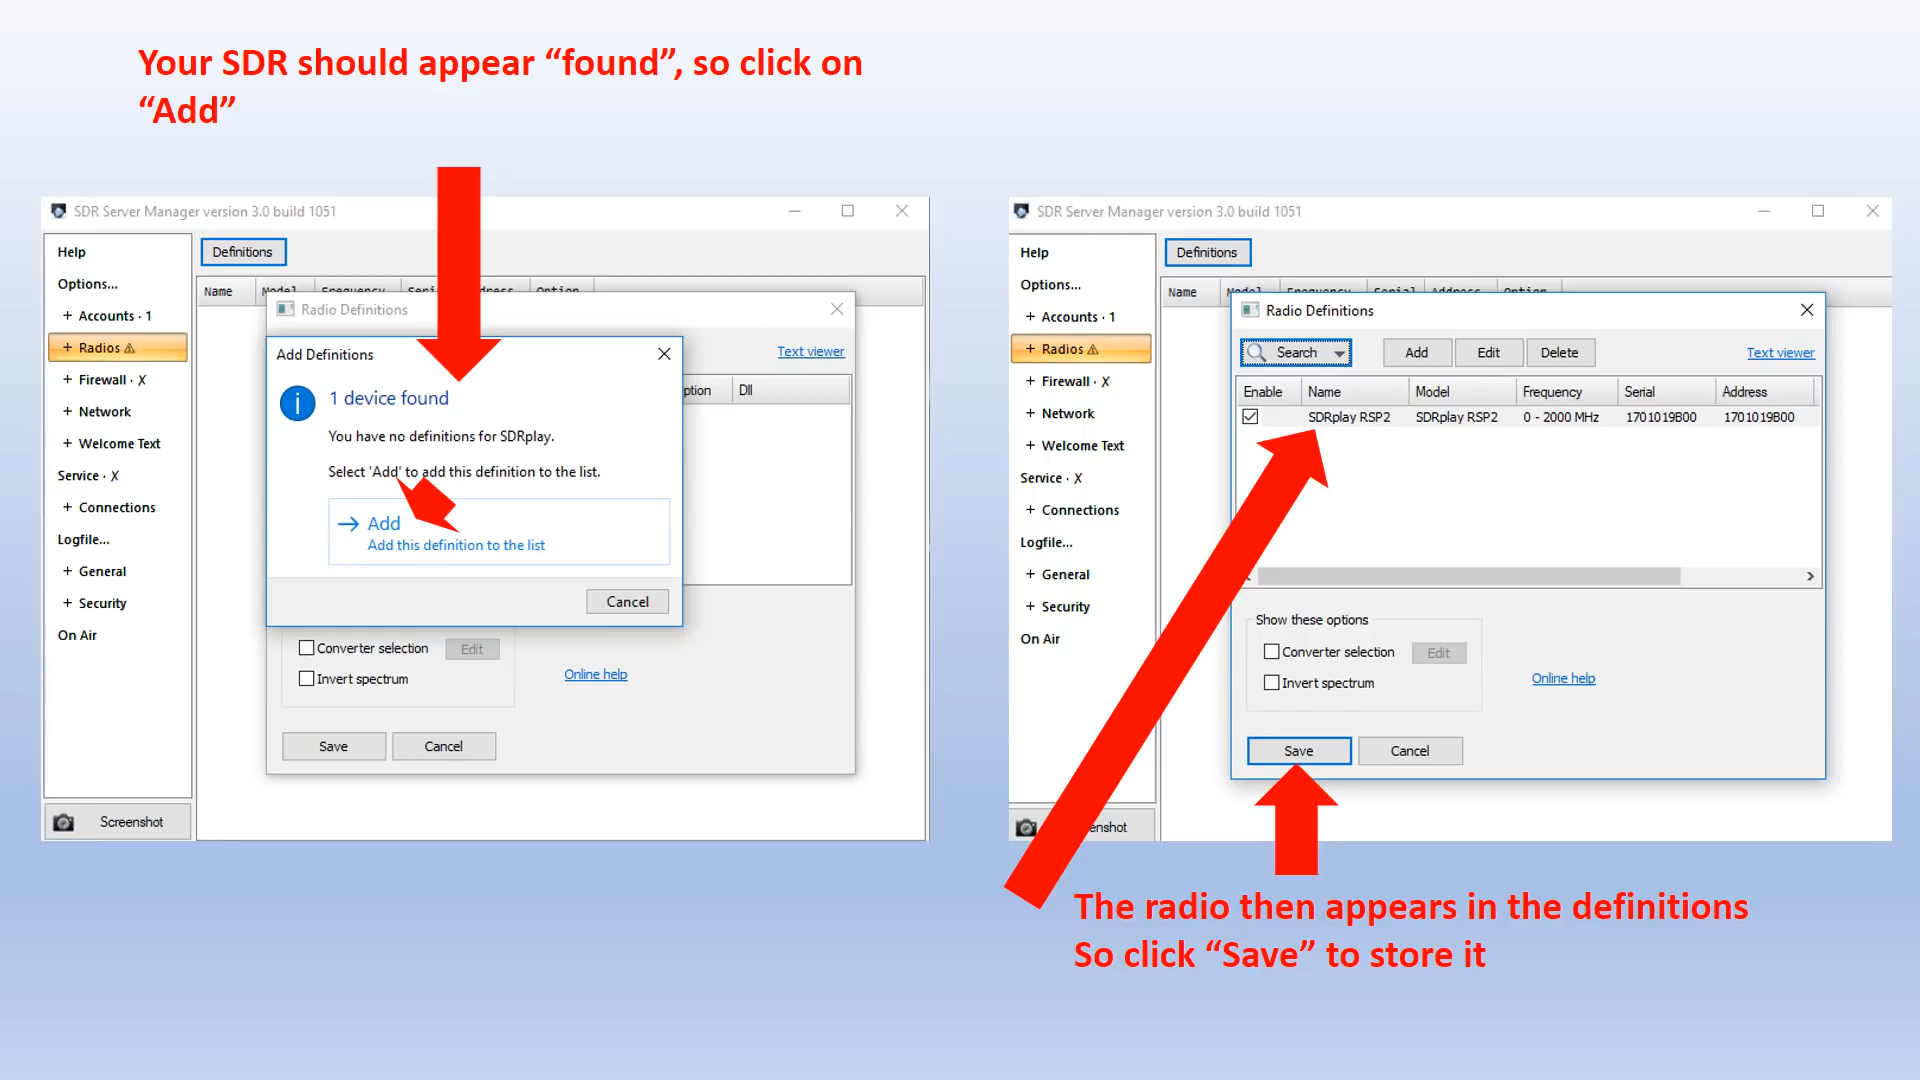 Your SDR should appear “found”, so click on
“Add”
SDR Server Manager version 3.0 build 1051
Help
Options...
+ Accounts · 1
+ Radios ⚠
+ Firewall · X
+ Network
+ Welcome Text
Service · X
+ Connections
Logfile...
+ General
+ Security
On Air
Screenshot
Definitions
Name Model Frequency Option
Radio Definitions
Text viewer
Dll
Add Definitions
1 device found
You have no definitions for SDRplay.
Select 'Add' to add this definition to the list.
Add
Add this definition to the list
Cancel
Converter selection Edit
Invert spectrum
Online help
Save Cancel
SDR Server Manager version 3.0 build 1051
Help
Options...
+ Accounts · 1
+ Radios ⚠
+ Firewall · X
+ Network
+ Welcome Text
Service · X
+ Connections
Logfile...
+ General
+ Security
On Air
Definitions
Name Model Frequency Serial Address Option
Radio Definitions
Search Add Edit Delete Text viewer
Enable Name Model Frequency Serial Address
SDRplay RSP2 SDRplay RSP2 0 - 2000 MHz 1701019B00 1701019B00
Show these options
Converter selection Edit
Invert spectrum
Online help
Save Cancel
The radio then appears in the definitions
So click “Save” to store it